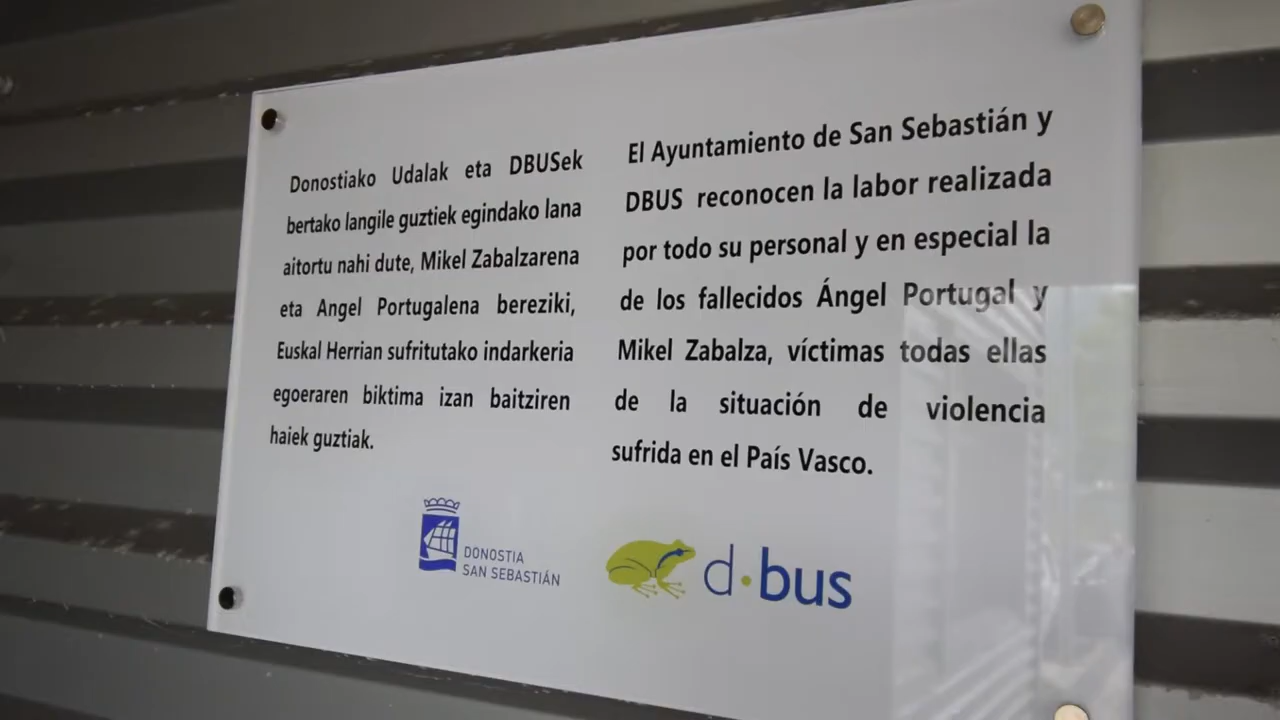 Donostiako Udalak eta DBUSek
bertako langile guztiek egindako lana
aitortu nahi dute, Mikel Zabalzarena
eta Angel Portugalena bereziki,
Euskal Herrian sufritutako indarkeria
egoeraren biktima izan baitziren
haiek guztiak.
El Ayuntamiento de San Sebastián y
DBUS reconocen la labor realizada
por todo su personal y en especial la
de los fallecidos Ángel Portugal y
Mikel Zabalza, víctimas todas ellas
de la situación de violencia
sufrida en el País Vasco.
DONOSTIA
SAN SEBASTIÁN
d·bus